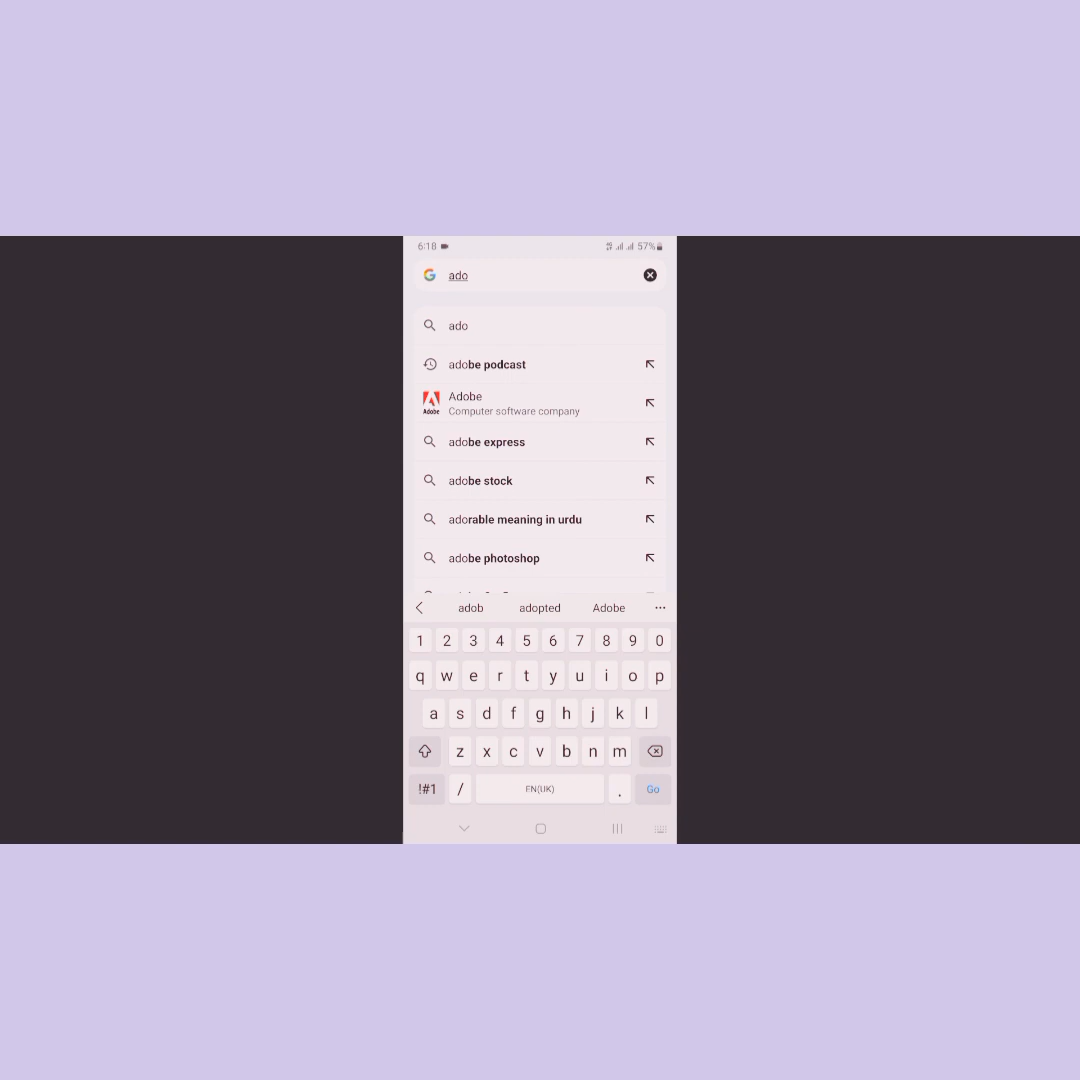 6:18 57%
ado
ado
adobe podcast
Adobe
Adobe
Computer software company
adobe express
adobe stock
adorable meaning in urdu
adobe photoshop
adob adopted Adobe
1 2 3 4 5 6 7 8 9 0
q w e r t y u i o p
a s d f g h j k l
z x c v b n m
!#1 / EN(UK) . Go